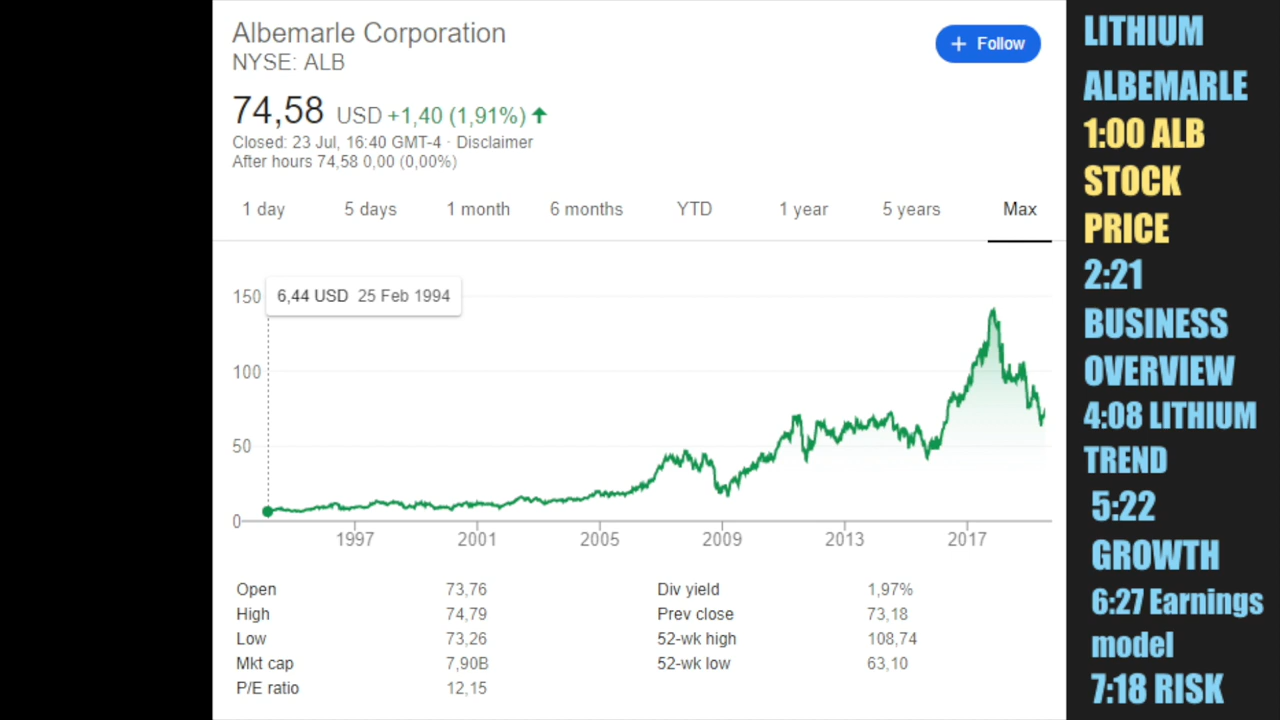 Albemarle Corporation
NYSE: ALB
+ Follow
74,58 USD +1,40 (1,91%)
Closed: 23 Jul, 16:40 GMT-4 · Disclaimer
After hours 74,58 0,00 (0,00%)
1 day 5 days 1 month 6 months YTD 1 year 5 years Max
6,44 USD 25 Feb 1994
150
100
50
0
1997 2001 2005 2009 2013 2017
Open 73,76
High 74,79
Low 73,26
Mkt cap 7,90B
P/E ratio 12,15
Div yield 1,97%
Prev close 73,18
52-wk high 108,74
52-wk low 63,10
LITHIUM
ALBEMARLE
1:00 ALB
STOCK
PRICE
2:21
BUSINESS
OVERVIEW
4:08 LITHIUM
TREND
5:22
GROWTH
6:27 Earnings
model
7:18 RISK